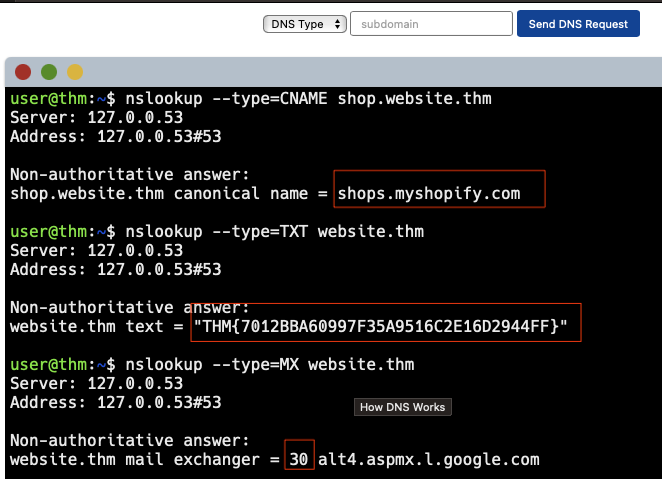 DNS Type subdomain Send DNS Request
user@thm:~$ nslookup --type=CNAME shop.website.thm
Server: 127.0.0.53
Address: 127.0.0.53#53
Non-authoritative answer:
shop.website.thm canonical name = shops.myshopify.com
user@thm:~$ nslookup --type=TXT website.thm
Server: 127.0.0.53
Address: 127.0.0.53#53
Non-authoritative answer:
website.thm text = "THM{7012BBA60997F35A9516C2E16D2944FF}"
user@thm:~$ nslookup --type=MX website.thm
Server: 127.0.0.53
Address: 127.0.0.53#53
How DNS Works
Non-authoritative answer:
website.thm mail exchanger = 30 alt4.aspmx.l.google.com